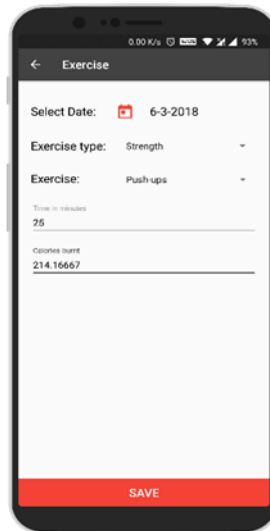 0.00 K/s 93%
Exercise
Select Date: 6-3-2018
Exercise type: Strength
Exercise: Push-ups
Time in minutes
25
Calories burnt
214.16667
SAVE